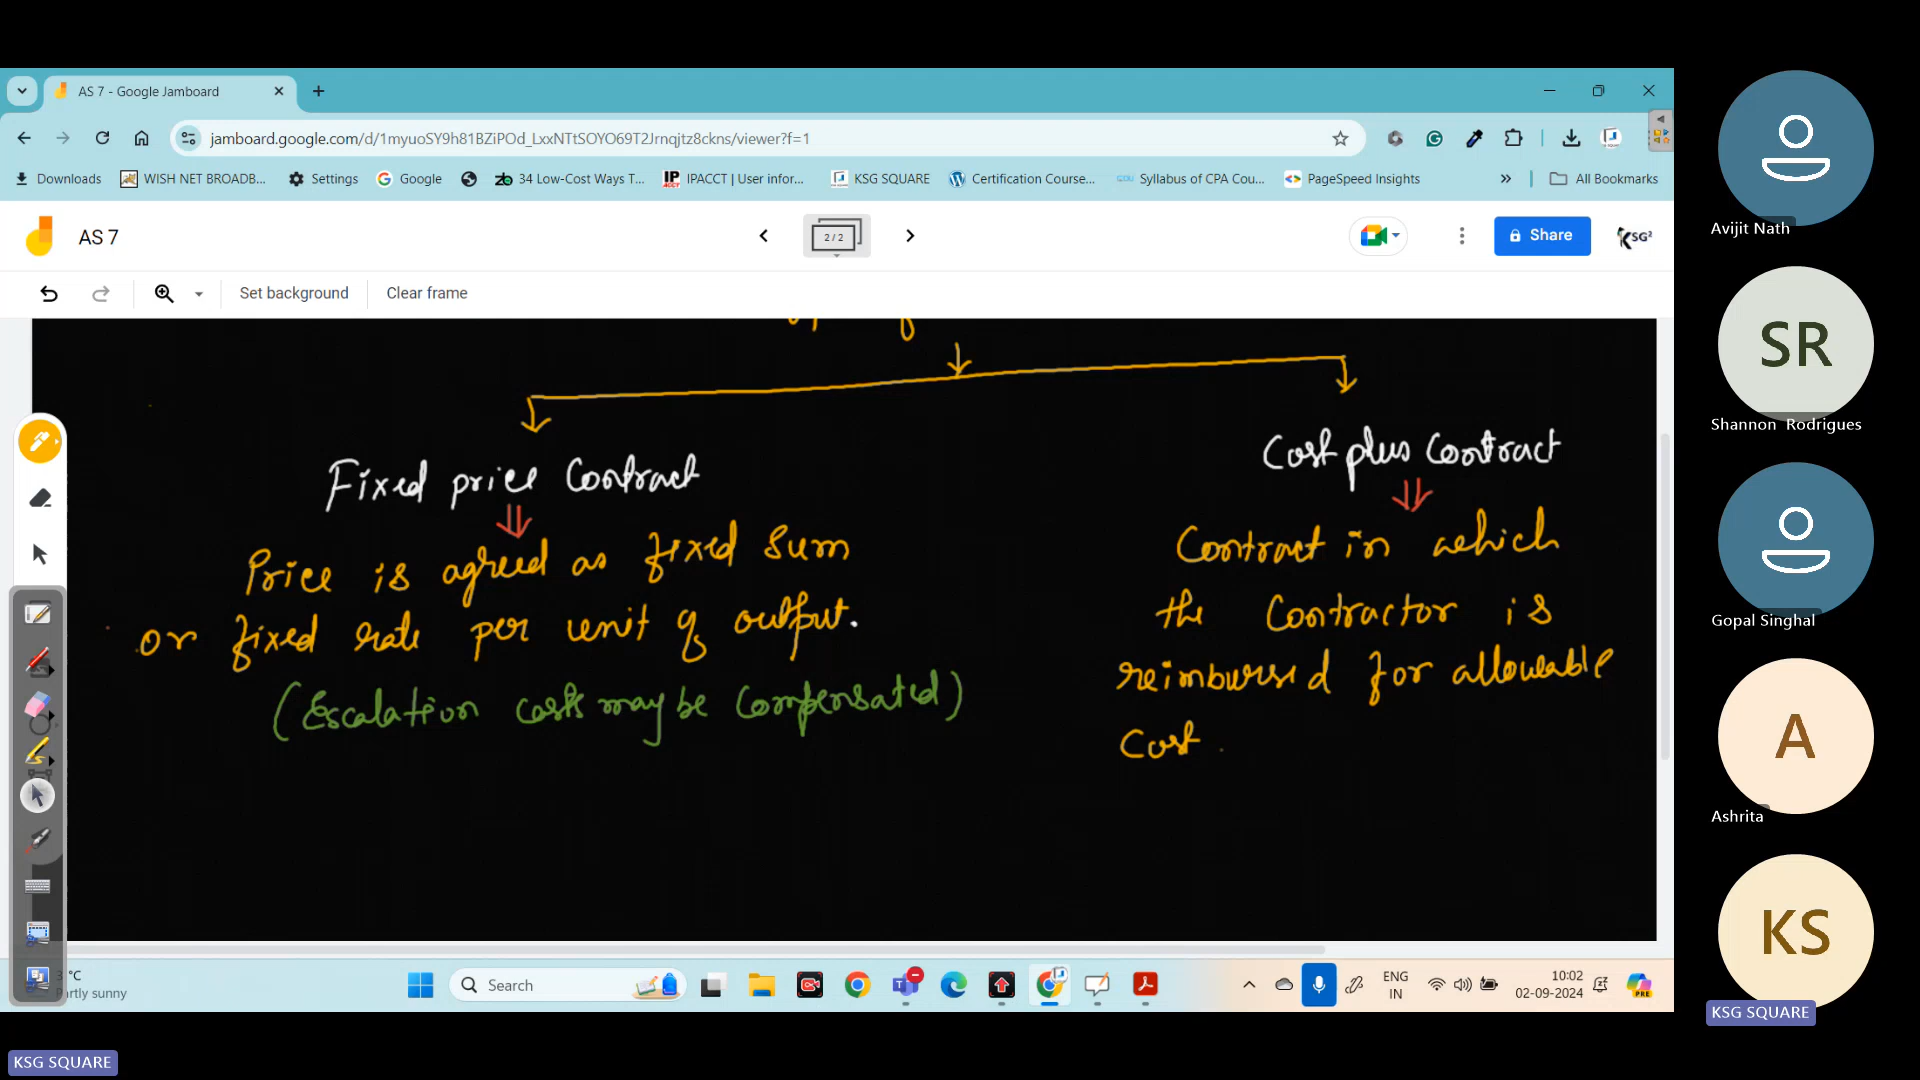 AS 7 - Google Jamboard
jamboard.google.com/d/1myuoSY9h81BZiPOd_LxxNTtSOYO69T2Jrnqjtz8ckns/viewer?f=1
Downloads WISH NET BROADB... Settings Google 34 Low-Cost Ways T... IPACCT | User infor... KSG SQUARE Certification Course... Syllabus of CPA Cou... PageSpeed Insights » All Bookmarks
AS 7
2 / 2
Share
KSG²
Set background Clear frame
Fixed price Contract
Price is agreed as fixed sum
or fixed rate per unit of output.
(Escalation costs may be compensated)
Cost plus Contract
Contract in which
the Contractor is
reimbursed for allowable
Cost
°C
Search
ENG
IN
10:02
02-09-2024
Avijit Nath
SR
Shannon Rodrigues
Gopal Singhal
A
Ashrita
KS
KSG SQUARE
KSG SQUARE